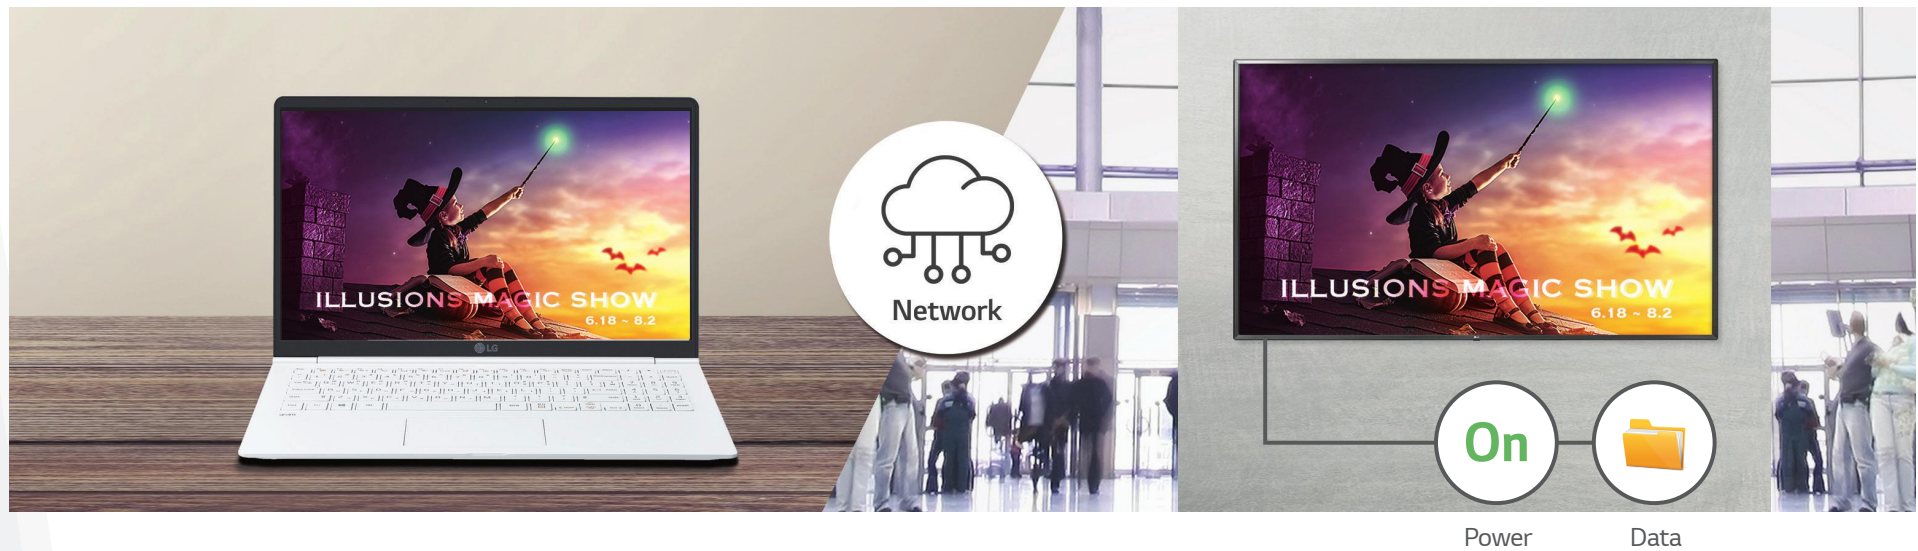 ILLUSIONS MAGIC SHOW
6.18 ~ 8.2
LG
Network
ILLUSIONS MAGIC SHOW
6.18 ~ 8.2
On
Power
Data